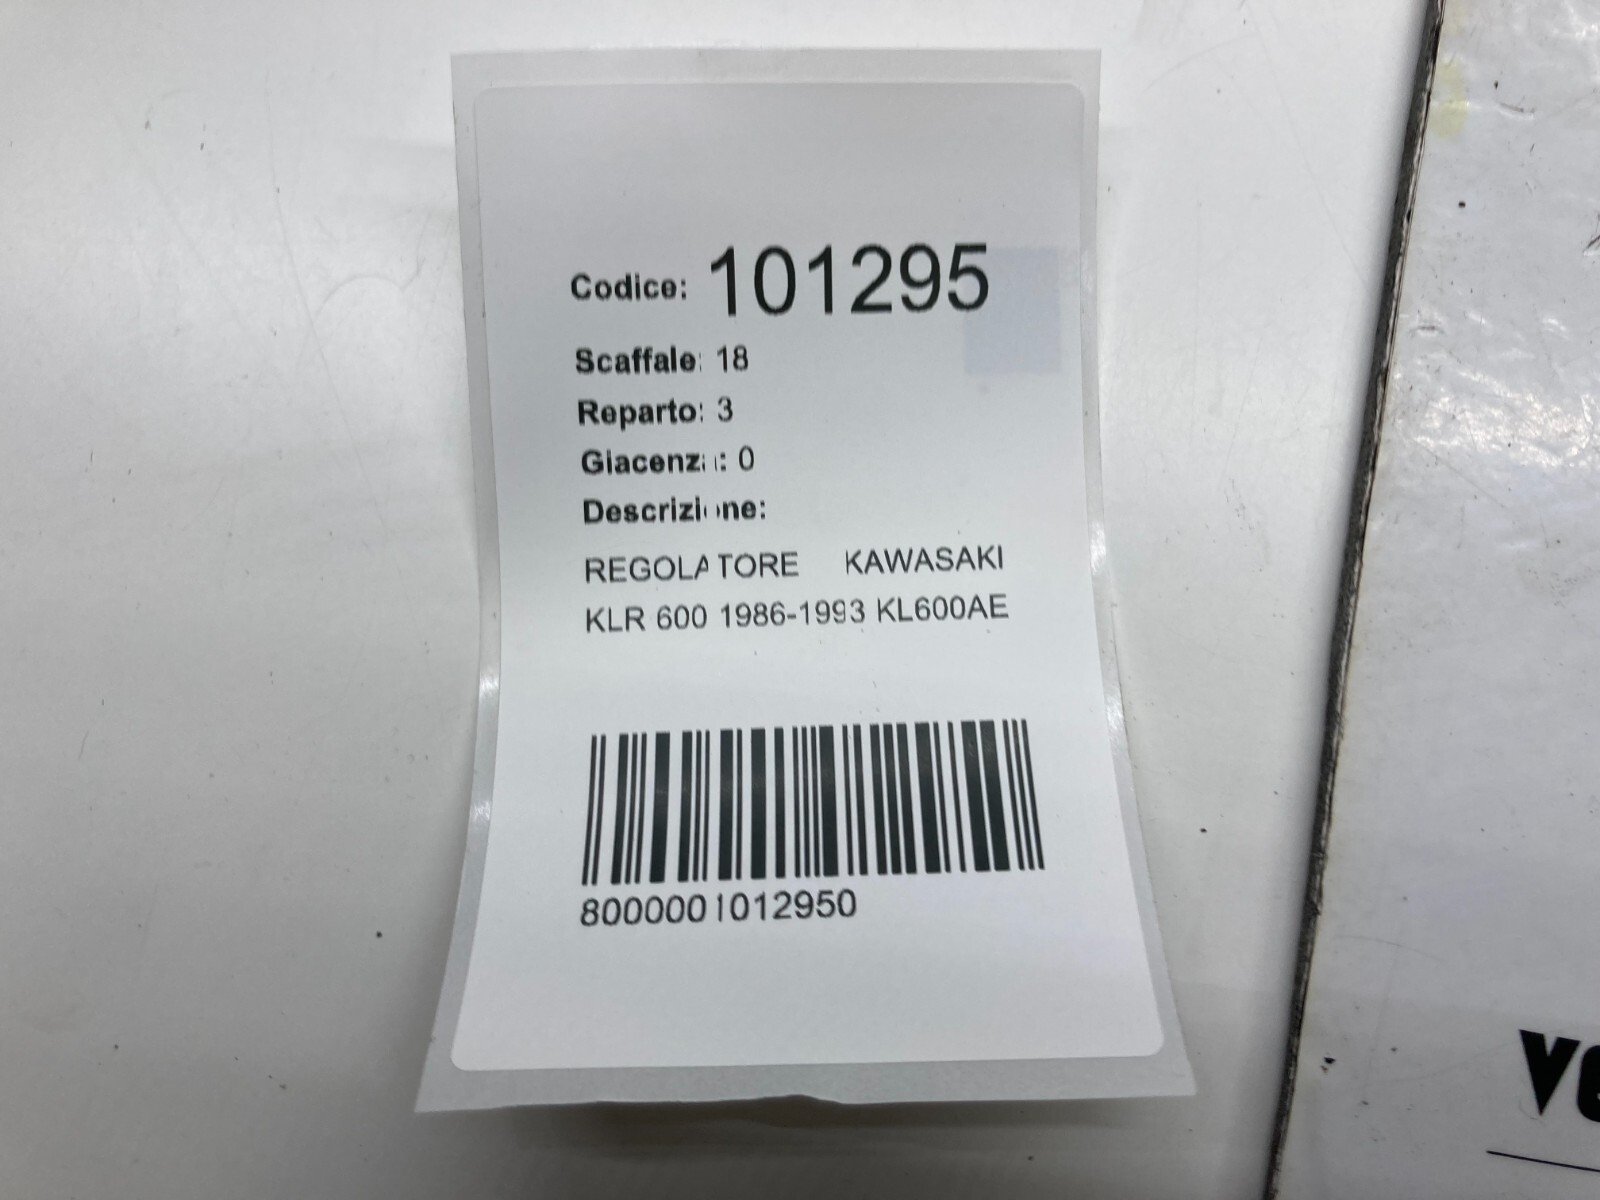 Codice: 101295
Scaffale: 18
Reparto: 3
Giacenza: 0
Descrizione:
REGOLATORE KAWASAKI
KLR 600 1986-1993 KL600AE
8000001012950